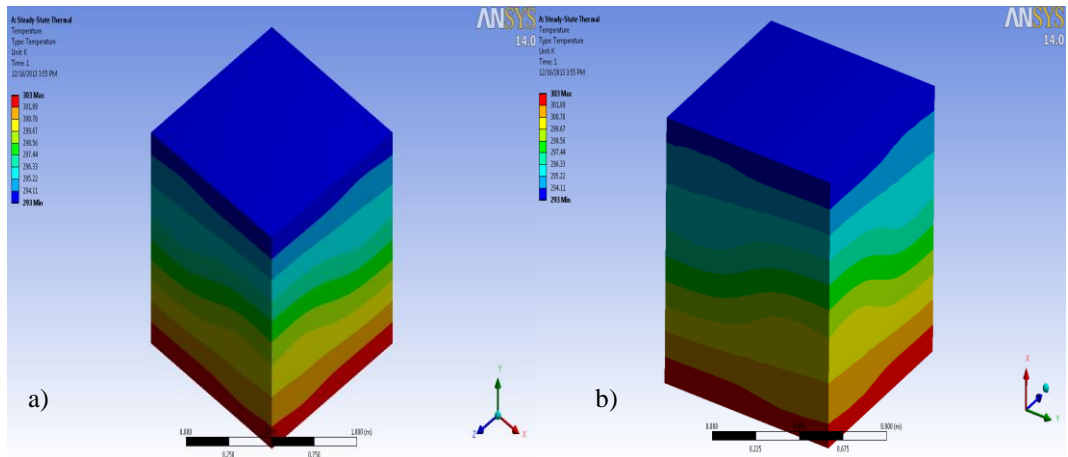 A: Steady-State Thermal
Temperature
Type: Temperature
Unit: K
Time: 1
12/16/2013 3:55 PM
303 Max
301.89
300.78
299.67
298.56
297.44
296.33
295.22
294.11
293 Min
ANSYS
14.0
a)
Y
Z
X
0.000
1.000 (m)
0.250
0.750
A: Steady-State Thermal
Temperature
Type: Temperature
Unit: K
Time: 1
12/16/2013 3:55 PM
303 Max
301.89
300.78
299.67
298.56
297.44
296.33
295.22
294.11
293 Min
ANSYS
14.0
b)
X
Y
0.000
0.900 (m)
0.225
0.675